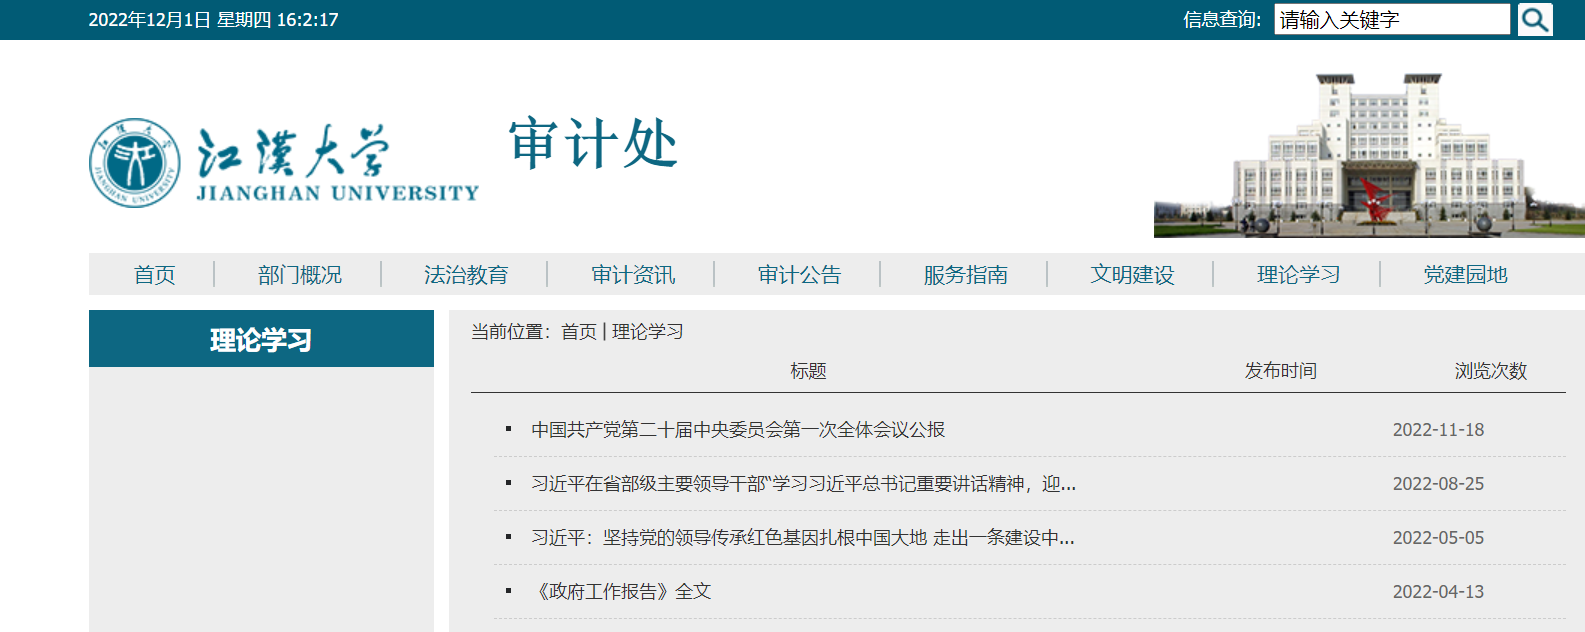 2022年12月1日 星期四 16:2:17
信息查询: 请输入关键字
江漢大学
JIANGHAN UNIVERSITY
审计处
首页 部门概况 法治教育 审计资讯 审计公告 服务指南 文明建设 理论学习 党建园地
理论学习
当前位置：首页 | 理论学习
标题 发布时间 浏览次数
中国共产党第二十届中央委员会第一次全体会议公报 2022-11-18
习近平在省部级主要领导干部“学习习近平总书记重要讲话精神，迎... 2022-08-25
习近平：坚持党的领导传承红色基因扎根中国大地 走出一条建设中... 2022-05-05
《政府工作报告》全文 2022-04-13